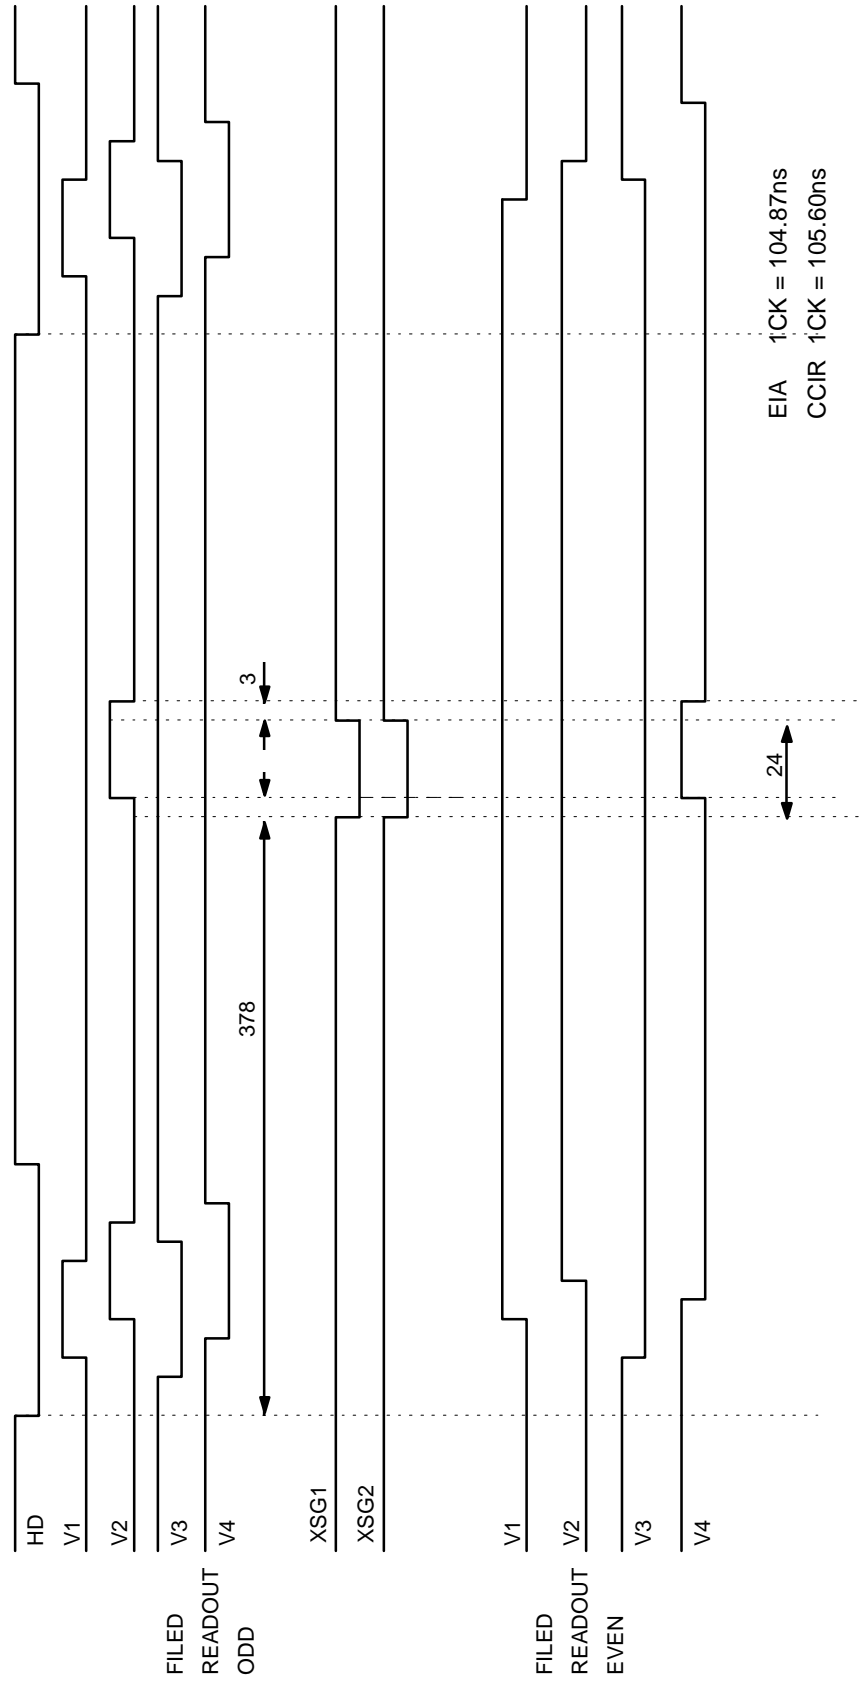 HD
V1
V2
V3
V4
FILED
READOUT
ODD
378
3
XSG1
XSG2
V1
V2
V3
V4
FILED
READOUT
EVEN
24
EIA 1CK = 104.87ns
CCIR 1CK = 105.60ns